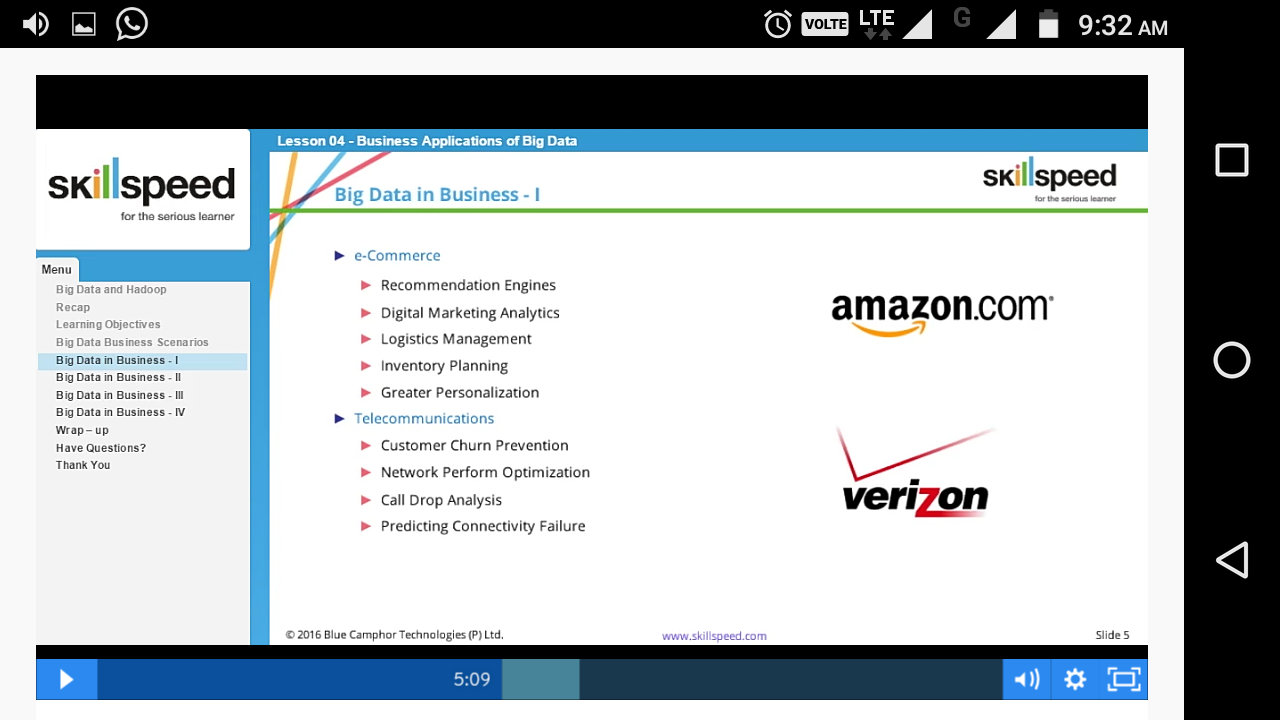 VOLTE LTE G 9:32 AM
Lesson 04 - Business Applications of Big Data
skillspeed
for the serious learner
Menu
Big Data and Hadoop
Recap
Learning Objectives
Big Data Business Scenarios
Big Data in Business - I
Big Data in Business - II
Big Data in Business - III
Big Data in Business - IV
Wrap – up
Have Questions?
Thank You
Big Data in Business - I
skillspeed
for the serious learner
e-Commerce
Recommendation Engines
Digital Marketing Analytics
Logistics Management
Inventory Planning
Greater Personalization
amazon.com
Telecommunications
Customer Churn Prevention
Network Perform Optimization
Call Drop Analysis
Predicting Connectivity Failure
verizon
© 2016 Blue Camphor Technologies (P) Ltd.
www.skillspeed.com
Slide 5
5:09